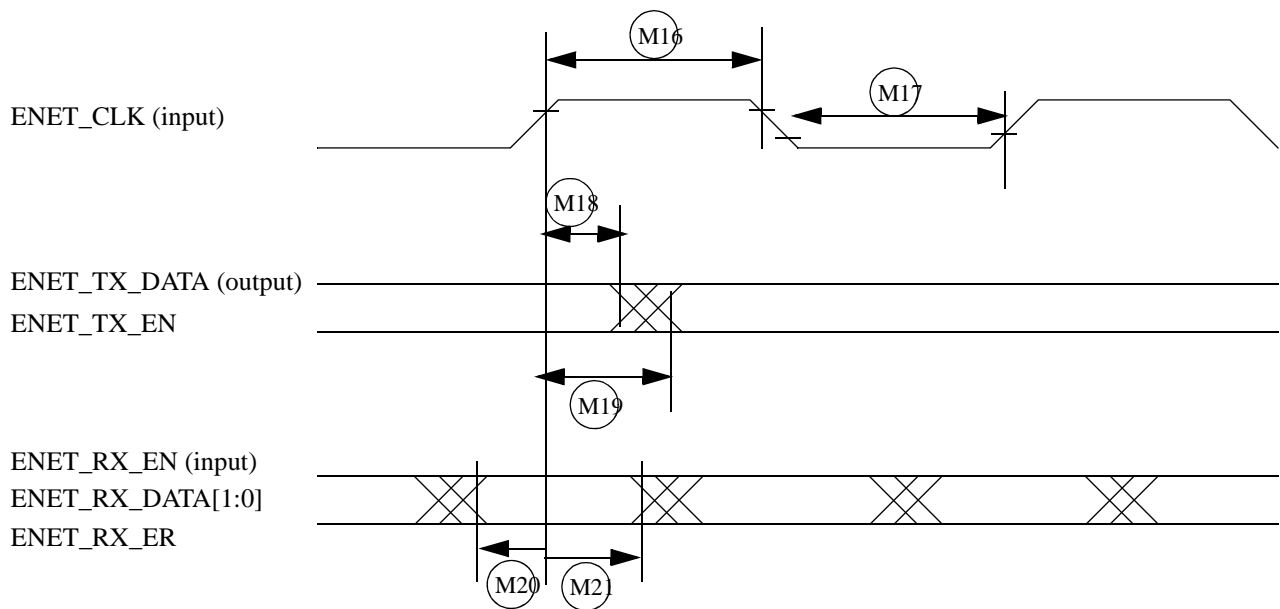 M16
ENET_CLK (input)
M17
M18
ENET_TX_DATA (output)
ENET_TX_EN
M19
ENET_RX_EN (input)
ENET_RX_DATA[1:0]
ENET_RX_ER
M20
M21